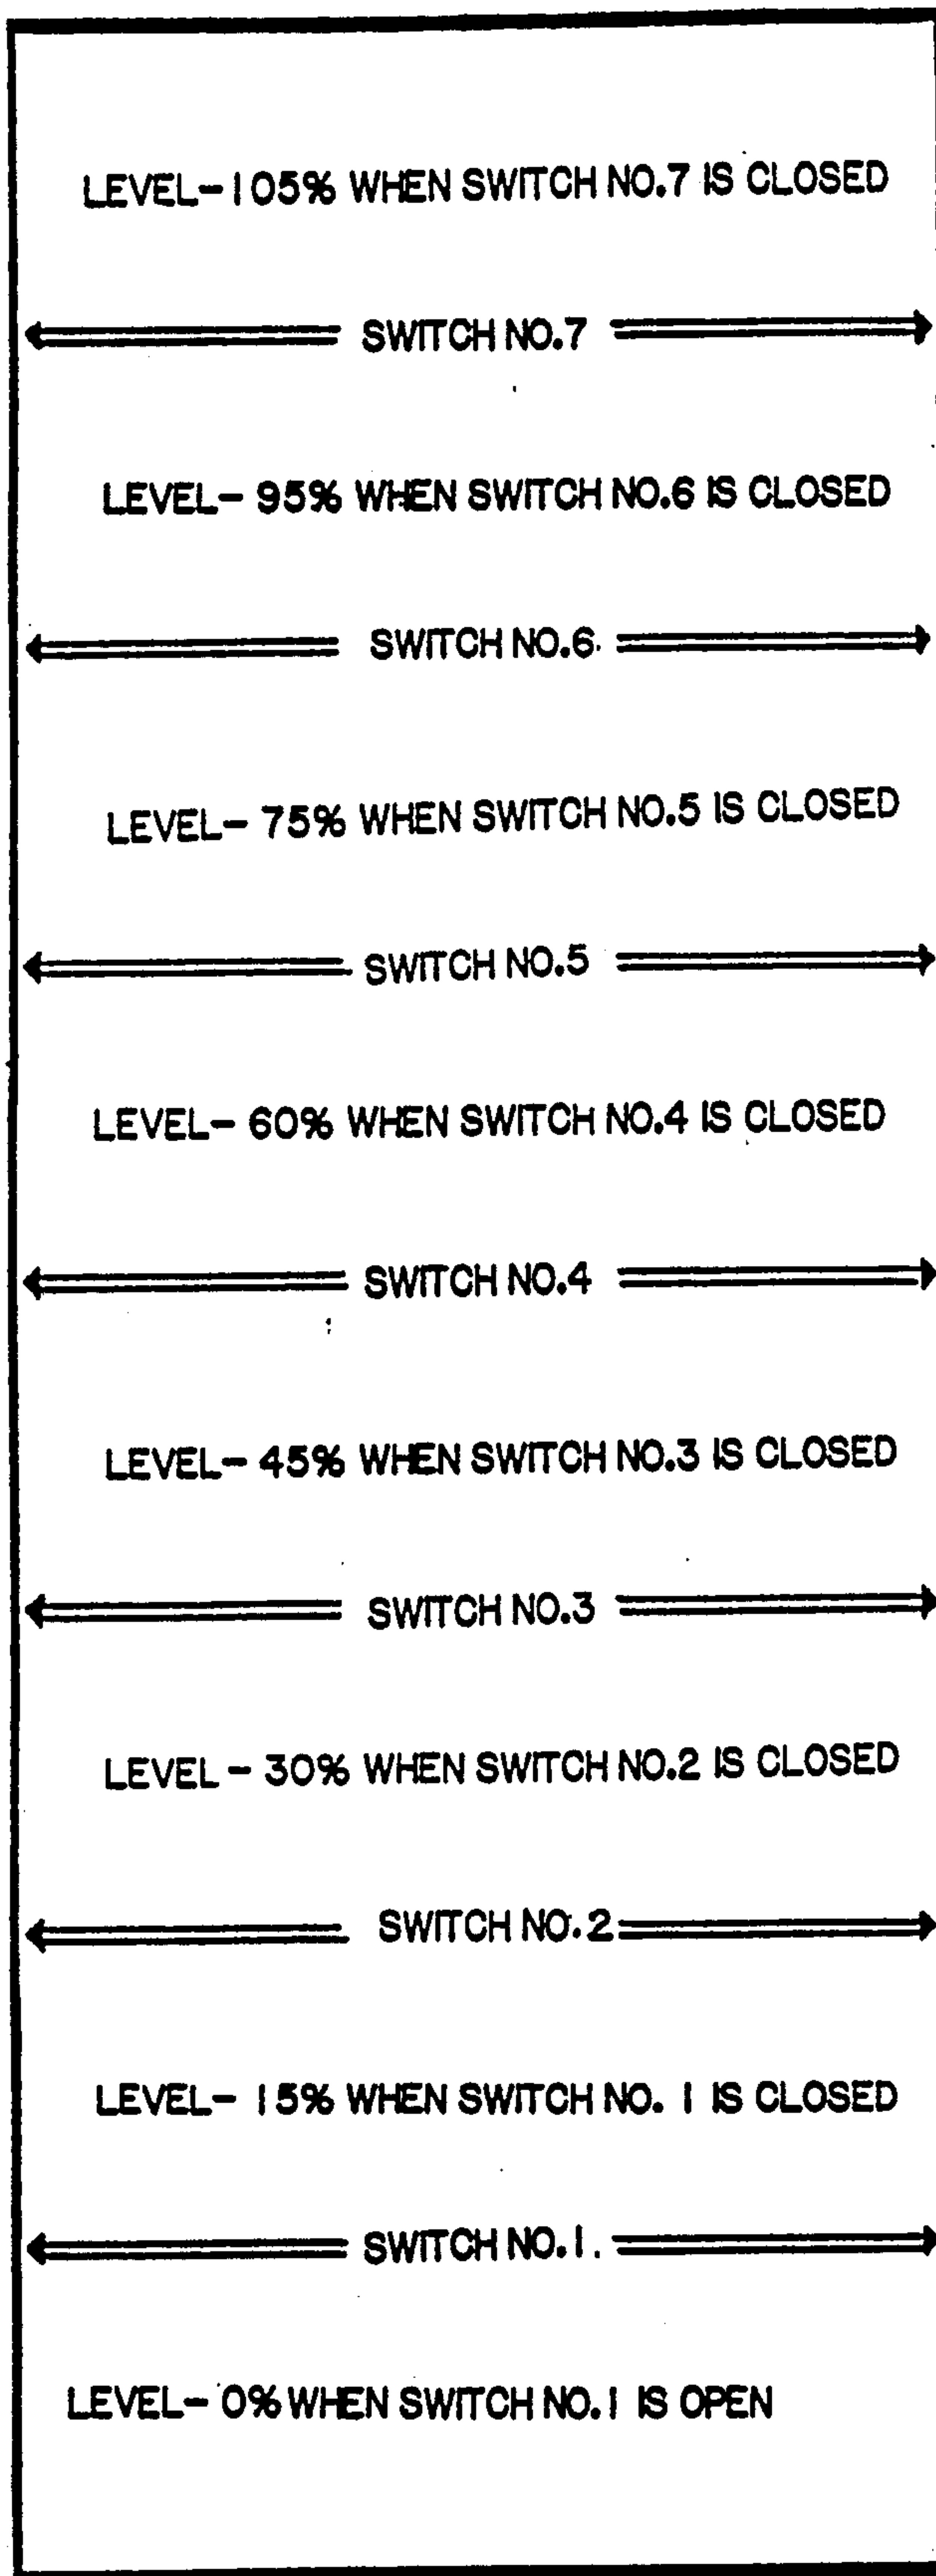 LEVEL-105% WHEN SWITCH NO.7 IS CLOSED
SWITCH NO.7
LEVEL- 95% WHEN SWITCH NO.6 IS CLOSED
SWITCH NO.6
LEVEL- 75% WHEN SWITCH NO.5 IS CLOSED
SWITCH NO.5
LEVEL- 60% WHEN SWITCH NO.4 IS CLOSED
SWITCH NO.4
LEVEL- 45% WHEN SWITCH NO.3 IS CLOSED
SWITCH NO.3
LEVEL - 30% WHEN SWITCH NO.2 IS CLOSED
SWITCH NO.2
LEVEL- 15% WHEN SWITCH NO. 1 IS CLOSED
SWITCH NO.1.
LEVEL- 0% WHEN SWITCH NO.1 IS OPEN